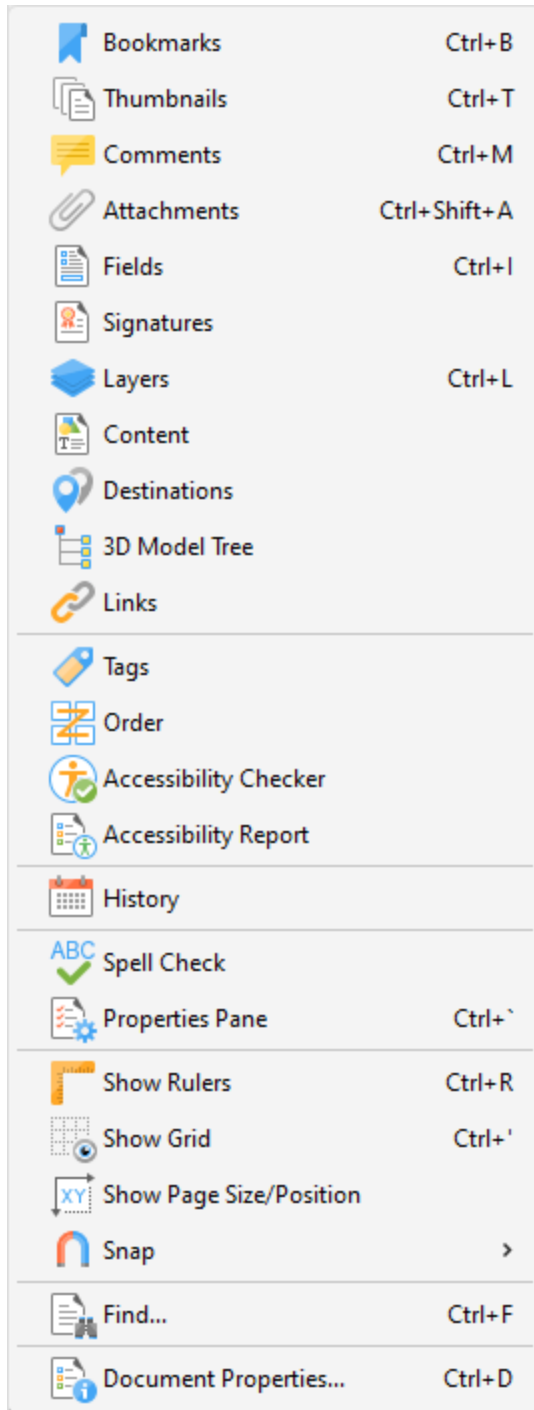 Bookmarks Ctrl+B
Thumbnails Ctrl+T
Comments Ctrl+M
Attachments Ctrl+Shift+A
Fields Ctrl+I
Signatures
Layers Ctrl+L
Content
Destinations
3D Model Tree
Links
Tags
Order
Accessibility Checker
Accessibility Report
History
ABC Spell Check
Properties Pane Ctrl+`
Show Rulers Ctrl+R
Show Grid Ctrl+'
XY Show Page Size/Position
Snap
Find... Ctrl+F
Document Properties... Ctrl+D